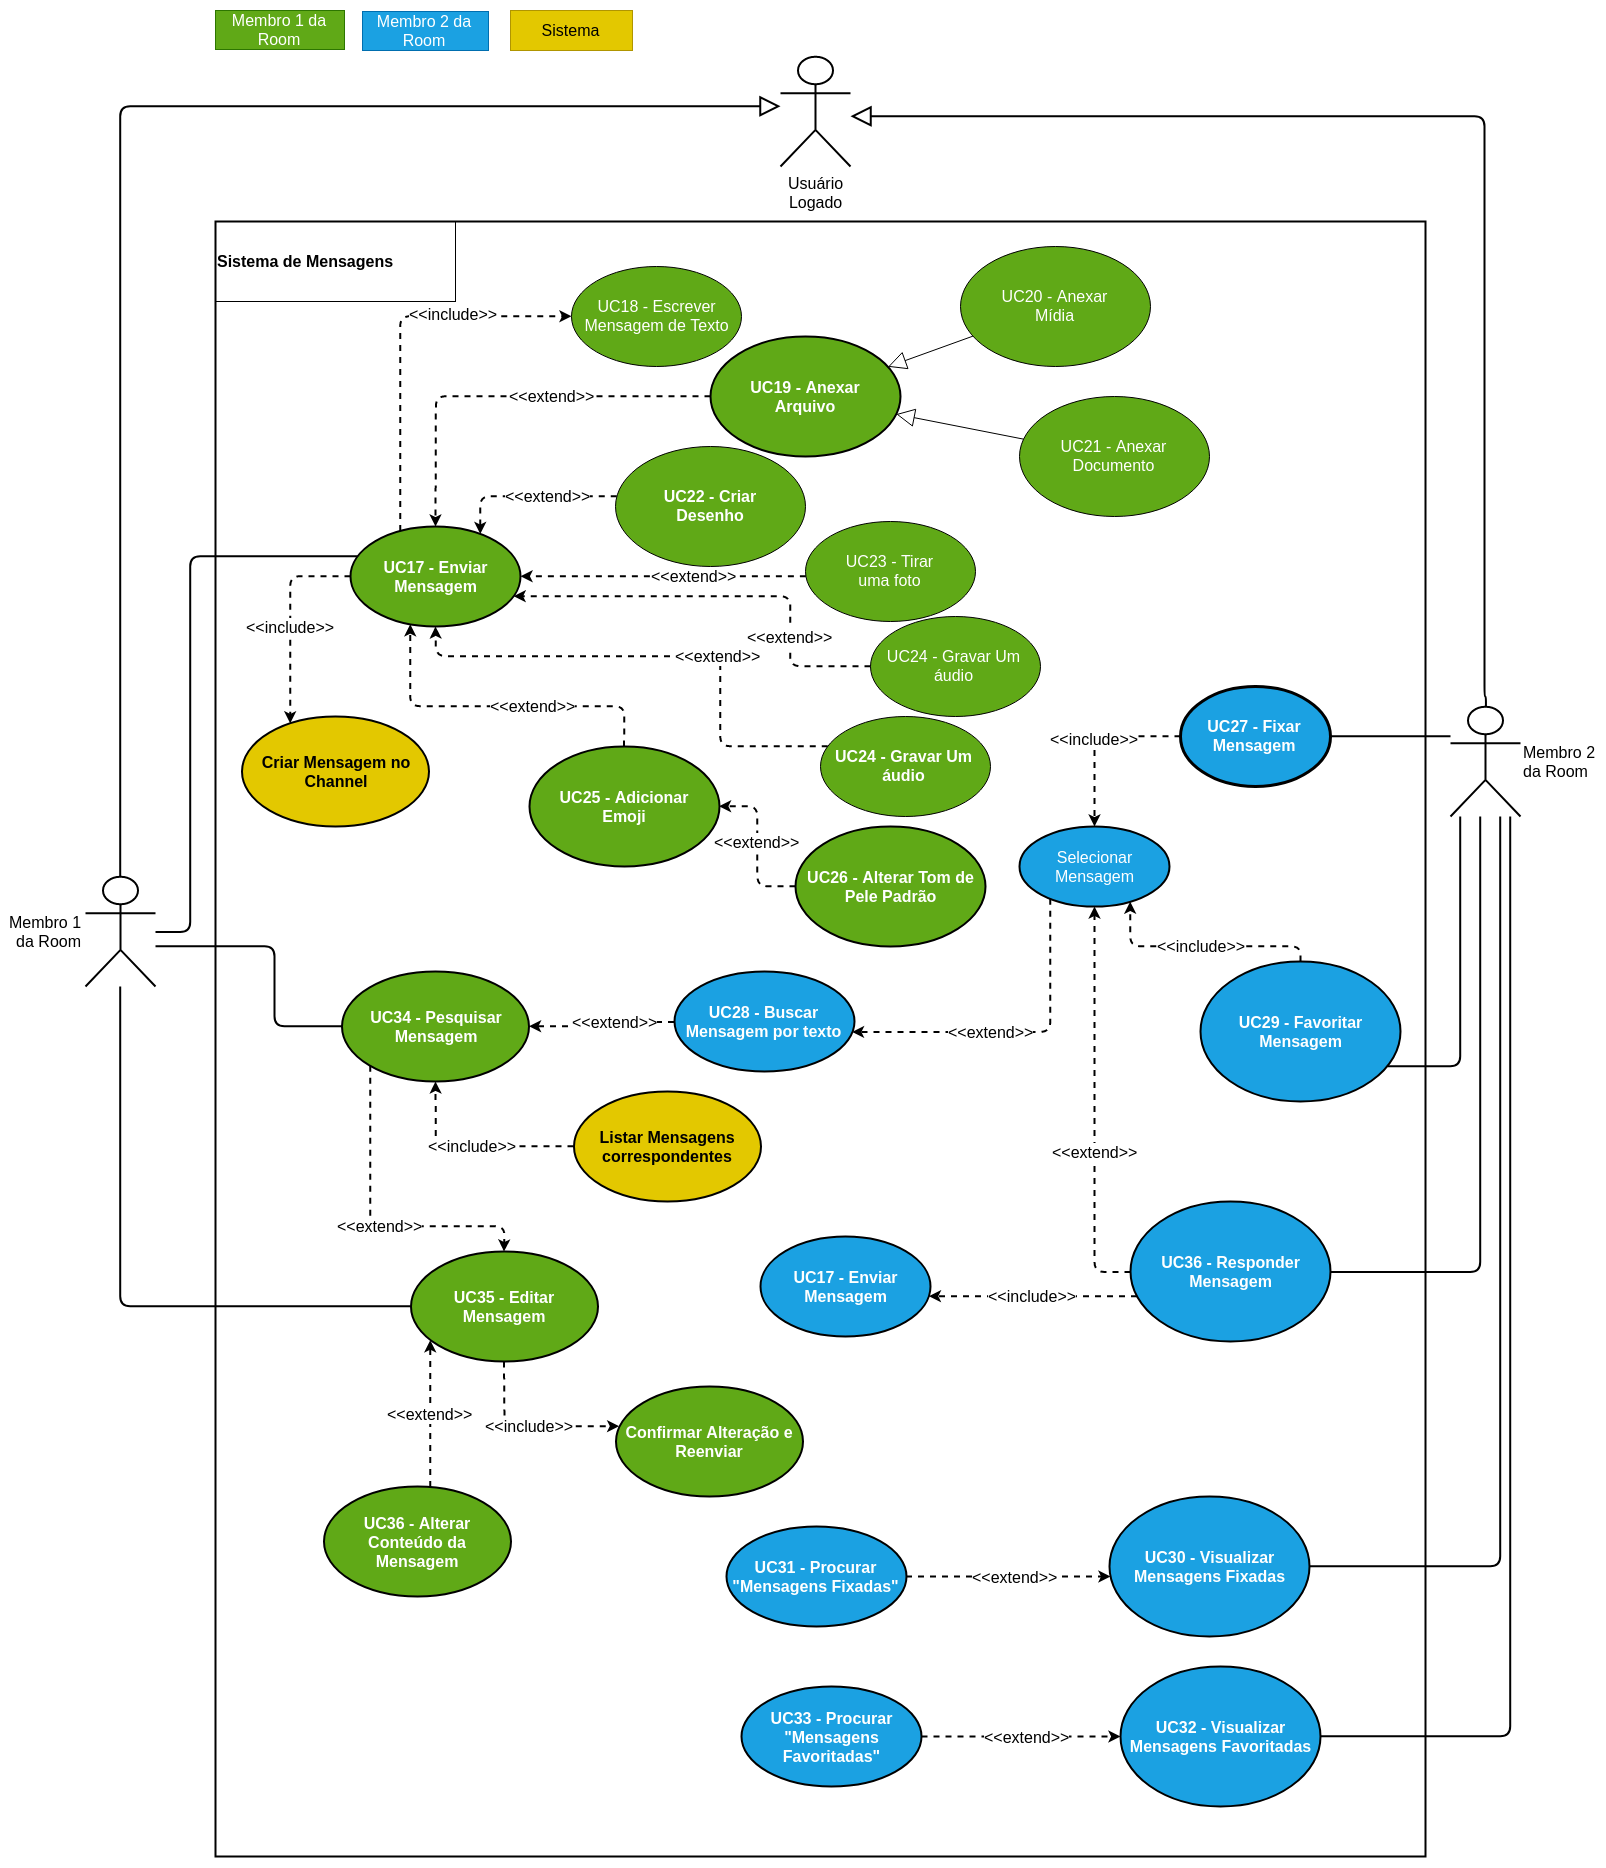 Membro 1 da
Room
Membro 2 da
Room
Sistema
Usuário
Logado
Sistema de Mensagens
<<include>>
UC18 - Escrever
Mensagem de Texto
UC20 - Anexar
Mídia
<<extend>>
UC19 - Anexar
Arquivo
UC21 - Anexar
Documento
<<extend>>
UC22 - Criar
Desenho
UC17 - Enviar
Mensagem
<<extend>>
UC23 - Tirar
uma foto
<<include>>
<<extend>>
<<extend>>
UC24 - Gravar Um
áudio
<<extend>>
UC27 - Fixar
Mensagem
<<include>>
Membro 2
da Room
Criar Mensagem no
Channel
UC24 - Gravar Um
áudio
UC25 - Adicionar
Emoji
<<extend>>
UC26 - Alterar Tom de
Pele Padrão
Selecionar
Mensagem
Membro 1
da Room
<<include>>
UC34 - Pesquisar
Mensagem
<<extend>>
UC28 - Buscar
Mensagem por texto
<<extend>>
UC29 - Favoritar
Mensagem
<<include>>
Listar Mensagens
correspondentes
<<extend>>
<<extend>>
UC35 - Editar
Mensagem
UC17 - Enviar
Mensagem
<<include>>
UC36 - Responder
Mensagem
<<extend>>
<<include>>
Confirmar Alteração e
Reenviar
UC36 - Alterar
Conteúdo da
Mensagem
UC31 - Procurar
"Mensagens Fixadas"
<<extend>>
UC30 - Visualizar
Mensagens Fixadas
UC33 - Procurar
"Mensagens
Favoritadas"
<<extend>>
UC32 - Visualizar
Mensagens Favoritadas